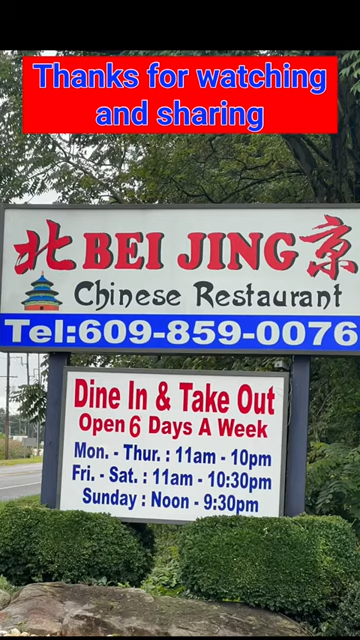 Thanks for watching
and sharing
北 BEI JING 京
Chinese Restaurant
Tel:609-859-0076
Dine In & Take Out
Open 6 Days A Week
Mon. - Thur. : 11am - 10pm
Fri. - Sat. : 11am - 10:30pm
Sunday : Noon - 9:30pm